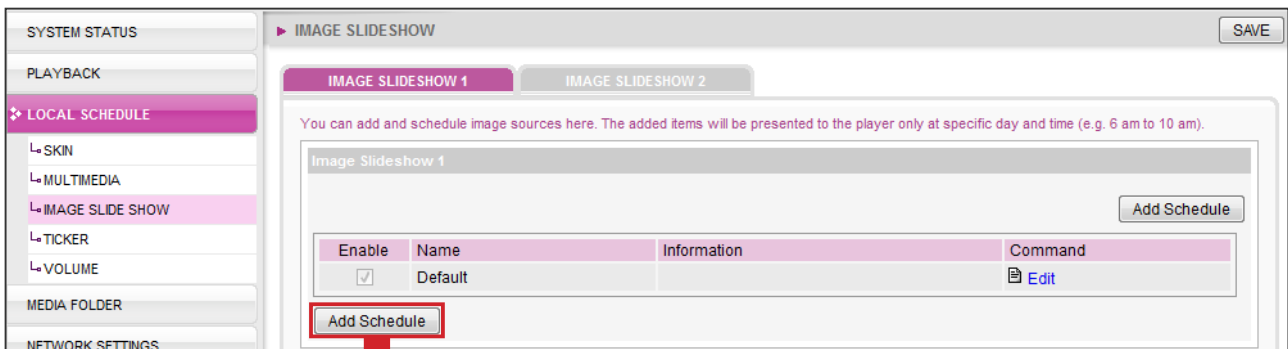 SYSTEM STATUS
PLAYBACK
LOCAL SCHEDULE
SKIN
MULTIMEDIA
IMAGE SLIDE SHOW
TICKER
VOLUME
MEDIA FOLDER
NETWORK SETTINGS
IMAGE SLIDESHOW
SAVE
IMAGE SLIDESHOW 1
IMAGE SLIDESHOW 2
You can add and schedule image sources here. The added items will be presented to the player only at specific day and time (e.g. 6 am to 10 am).
Image Slideshow 1
Add Schedule
Enable Name Information Command
Default Edit
Add Schedule